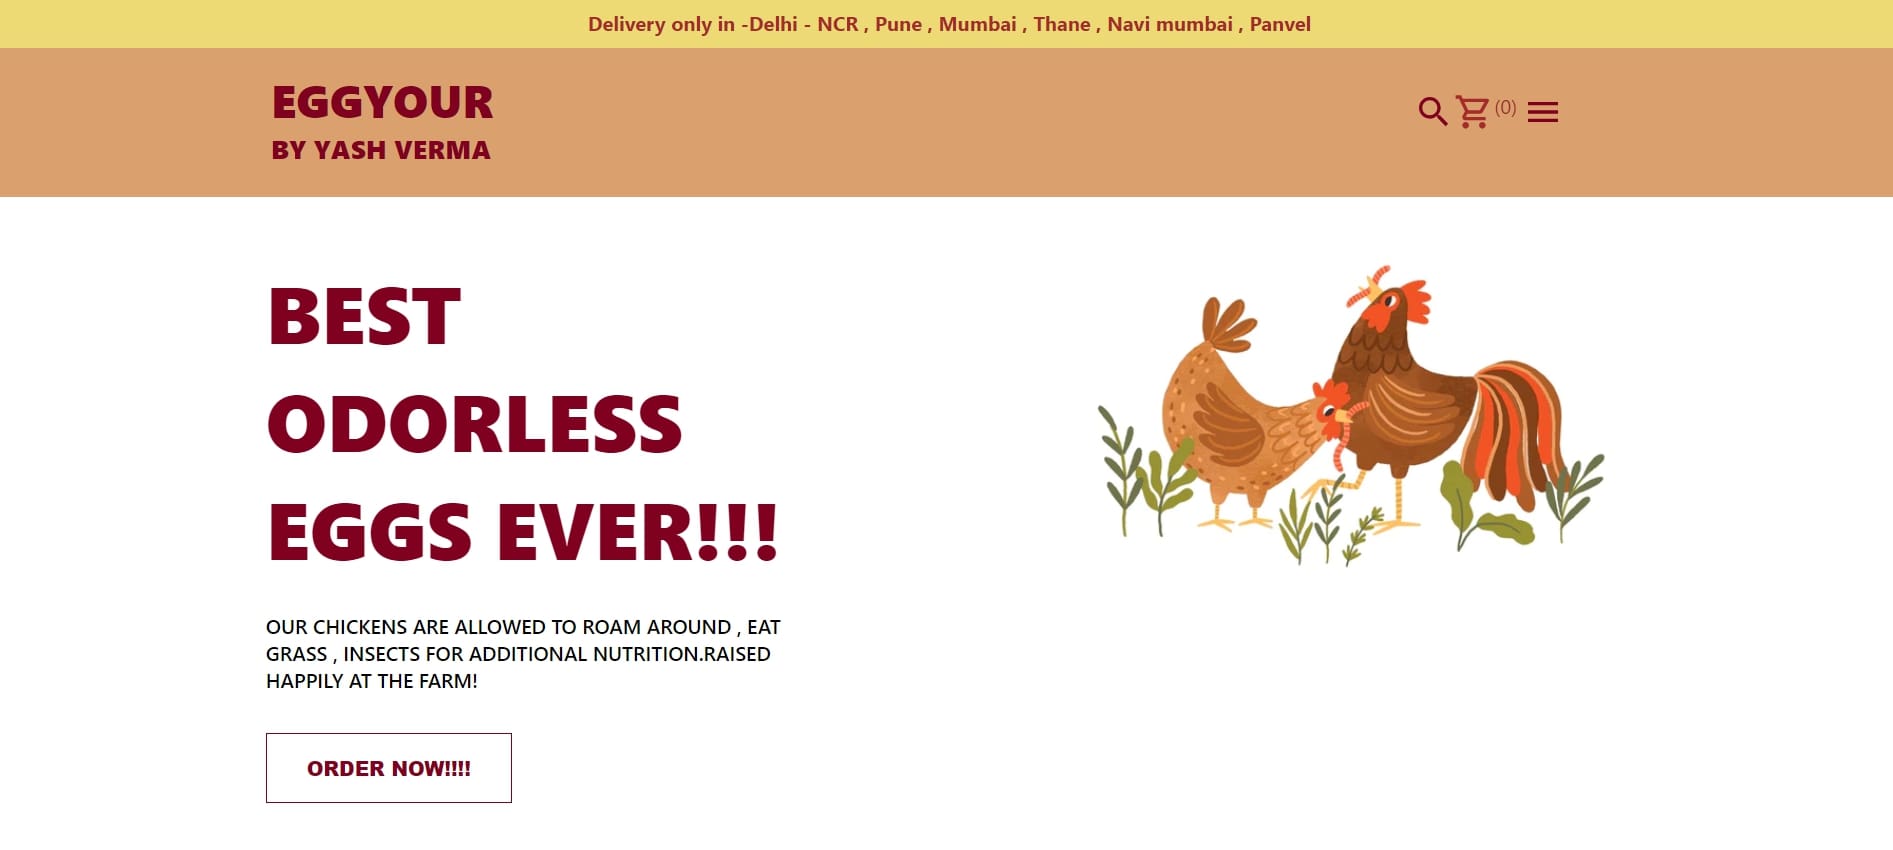 Delivery only in -Delhi - NCR , Pune , Mumbai , Thane , Navi mumbai , Panvel
EGGYOUR
BY YASH VERMA
(0)
BEST
ODORLESS
EGGS EVER!!!
OUR CHICKENS ARE ALLOWED TO ROAM AROUND , EAT
GRASS , INSECTS FOR ADDITIONAL NUTRITION.RAISED
HAPPILY AT THE FARM!
ORDER NOW!!!!